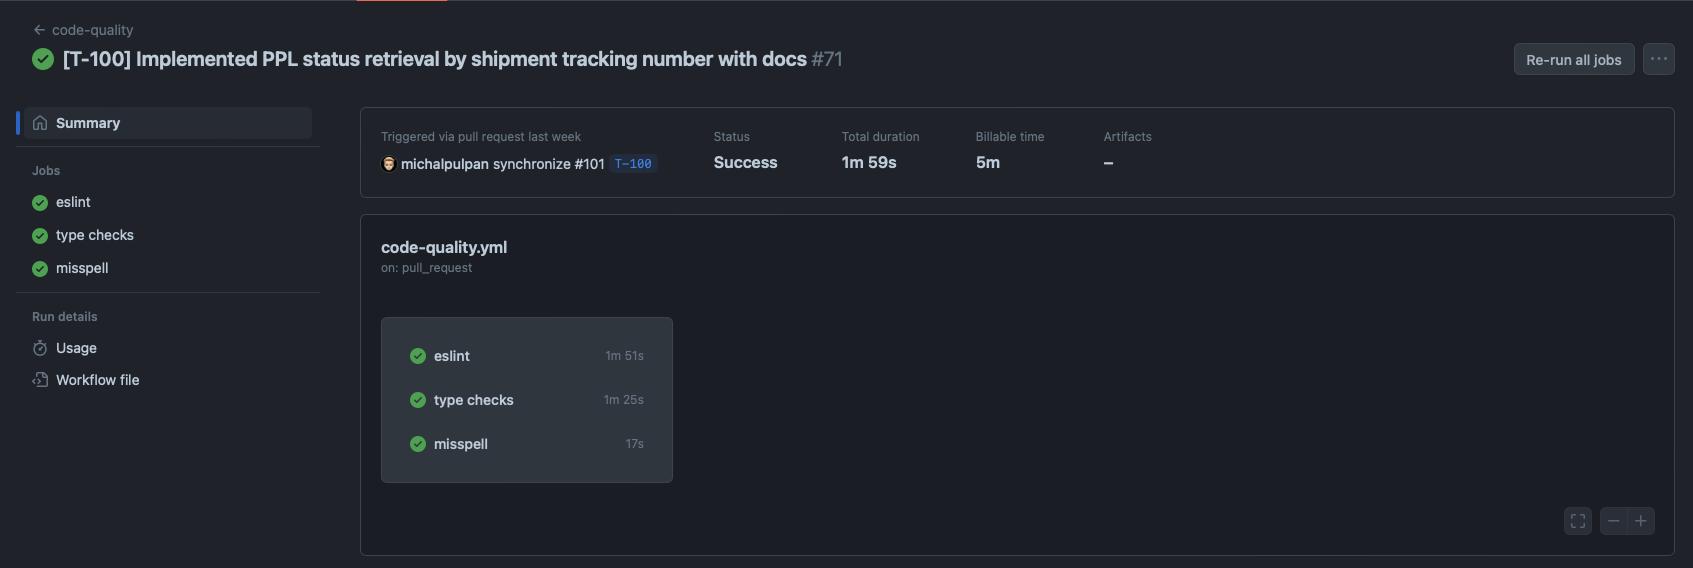 ← code-quality
[T-100] Implemented PPL status retrieval by shipment tracking number with docs #71
Re-run all jobs
...
Summary
Jobs
eslint
type checks
misspell
Run details
Usage
Workflow file
Triggered via pull request last week
michalpulpan synchronize #101 T-100
Status
Success
Total duration
1m 59s
Billable time
5m
Artifacts
–
code-quality.yml
on: pull_request
eslint 1m 51s
type checks 1m 25s
misspell 17s